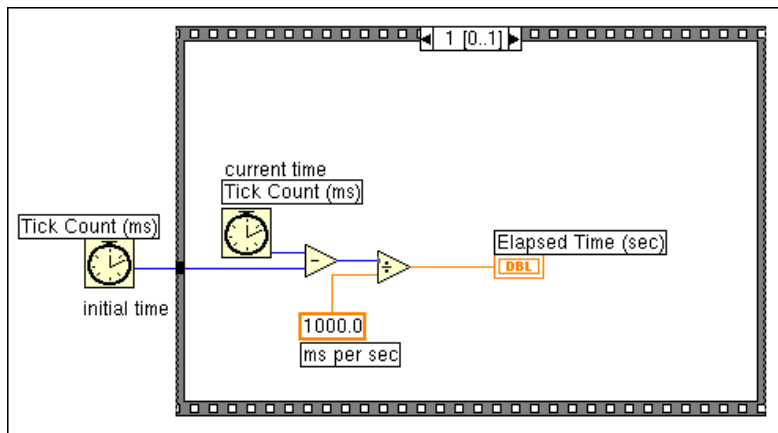 1 [0..1]
current time
Tick Count (ms)
Tick Count (ms)
Elapsed Time (sec)
DBL
initial time
1000.0
ms per sec